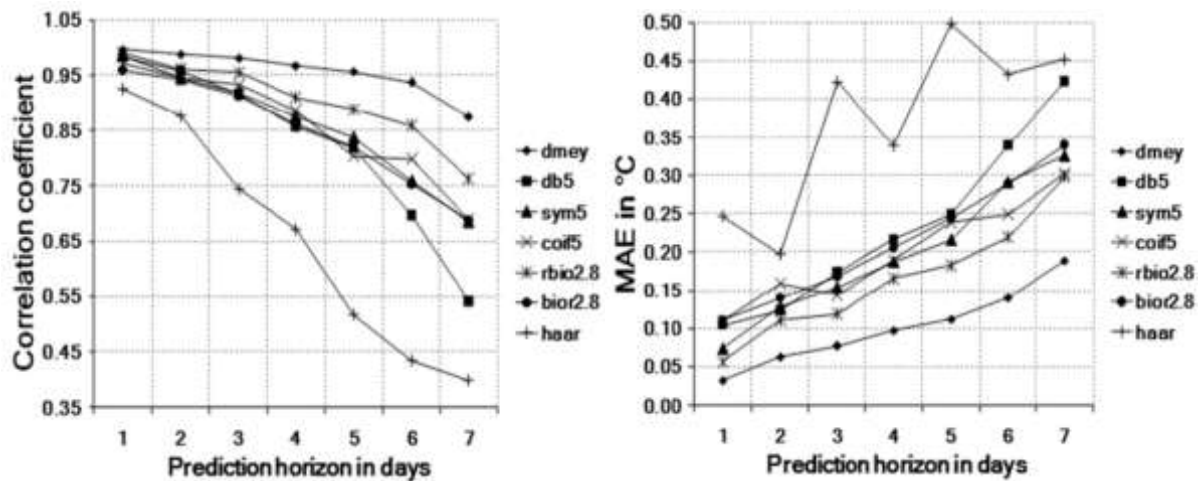 Correlation coefficient
1.05
0.95
0.85
0.75
0.65
0.55
0.45
0.35
1 2 3 4 5 6 7
Prediction horizon in days
dmey
db5
sym5
coif5
rbio2.8
bior2.8
haar
MAE in °C
0.50
0.45
0.40
0.35
0.30
0.25
0.20
0.15
0.10
0.05
0.00
1 2 3 4 5 6 7
Prediction horizon in days
dmey
db5
sym5
coif5
rbio2.8
bior2.8
haar